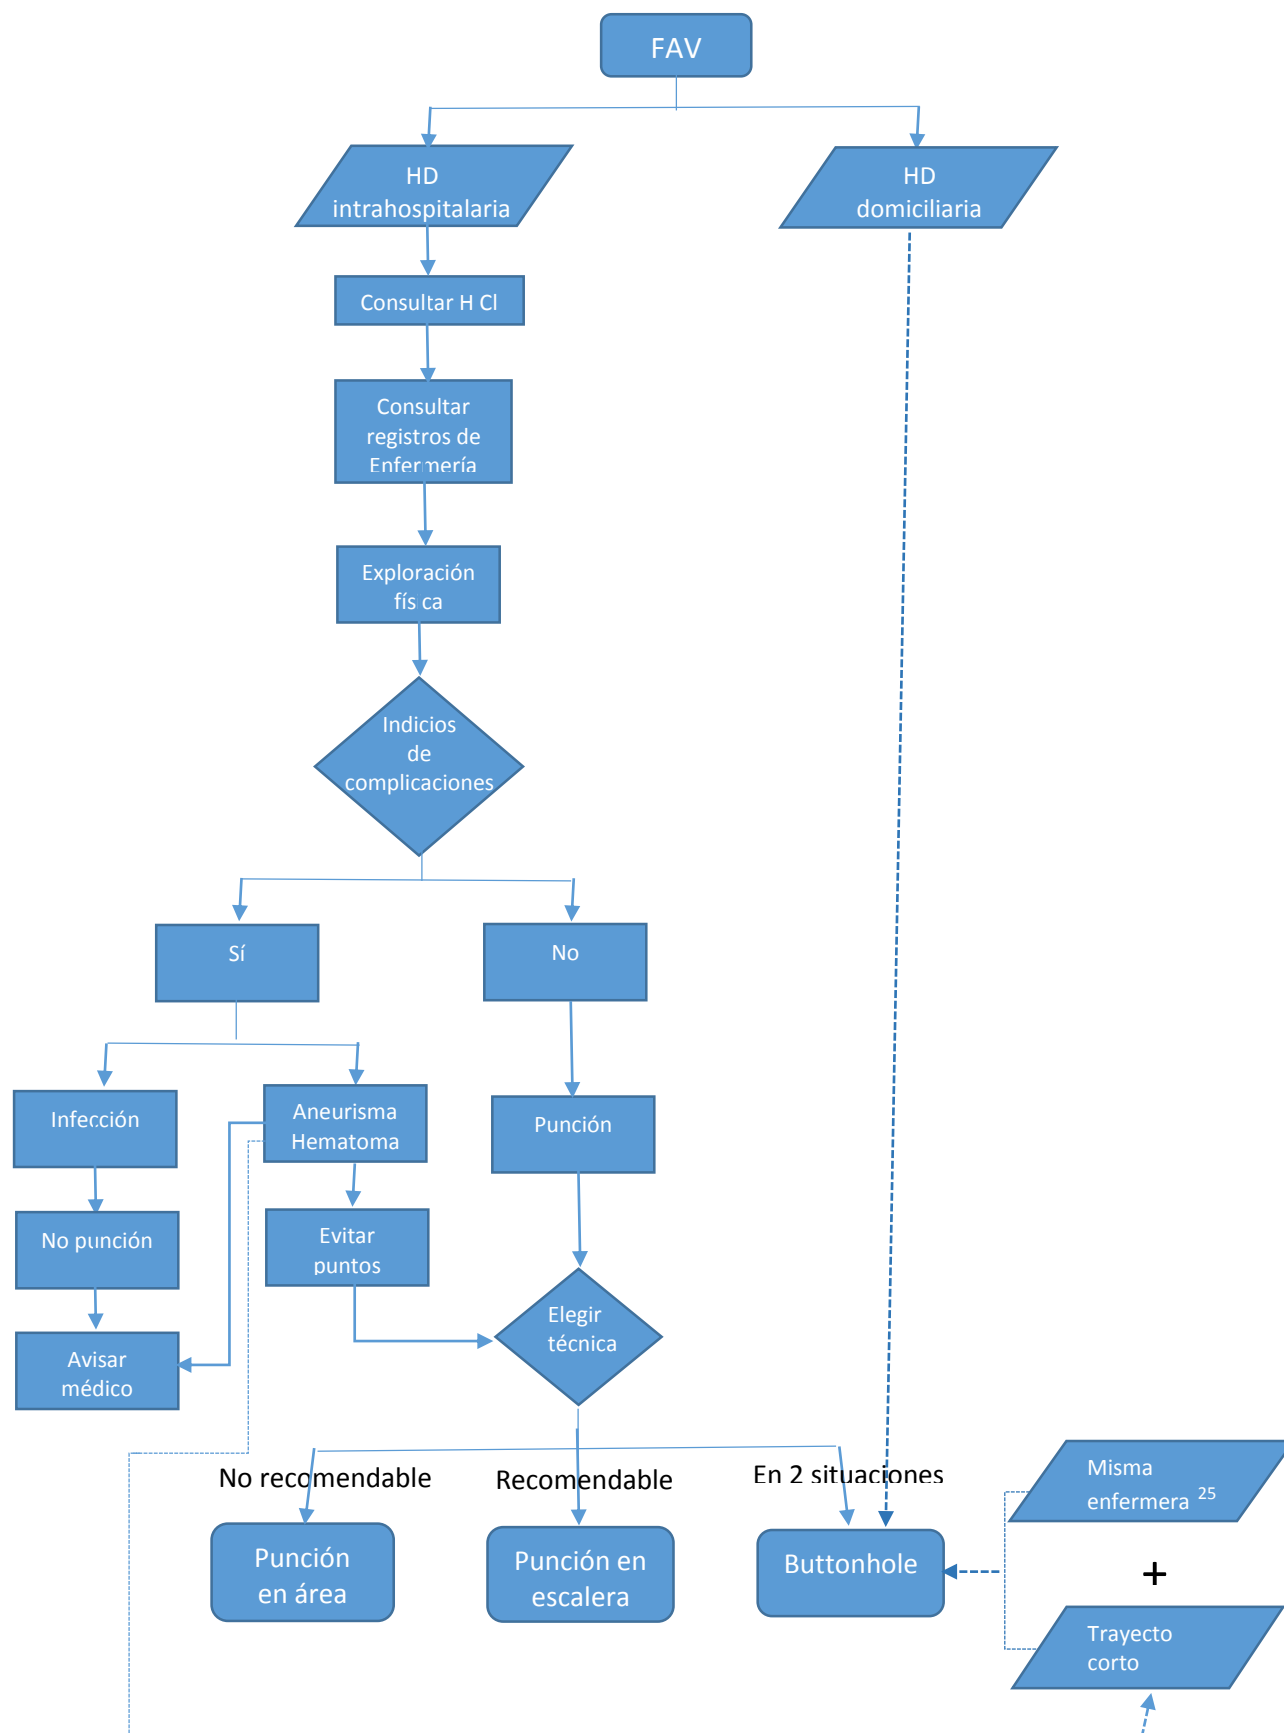 FAV
HD
intrahospitalaria
HD
domiciliaria
Consultar H Cl
Consultar
registros de
Enfermería
Exploración
física
Indicios
de
complicaciones
Sí
No
Infección
Aneurisma
Hematoma
Punción
No punción
Evitar
puntos
Elegir
técnica
Avisar
médico
No recomendable
Recomendable
En 2 situaciones
Misma
enfermera 25
Punción
en área
Punción en
escalera
Buttonhole
+
Trayecto
corto